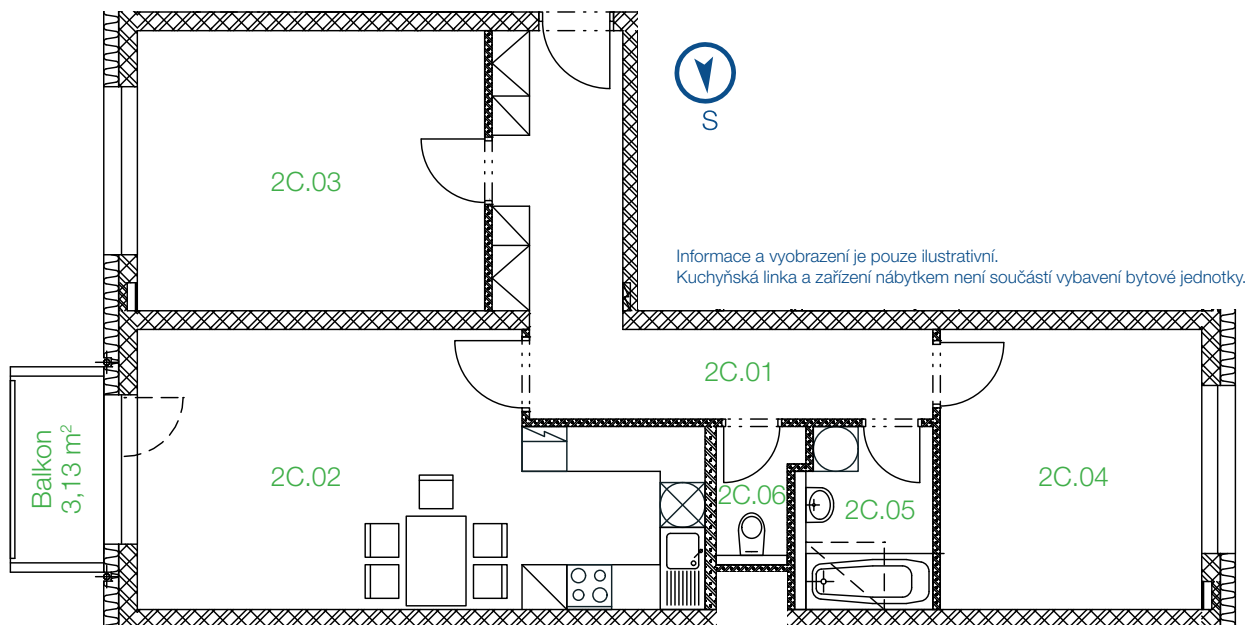 S
2C.03
Informace a vyobrazení je pouze ilustrativní.
Kuchyňská linka a zařízení nábytkem není součástí vybavení bytové jednotky.
2C.01
Balkon
3,13 m²
2C.02
2C.06
2C.05
2C.04